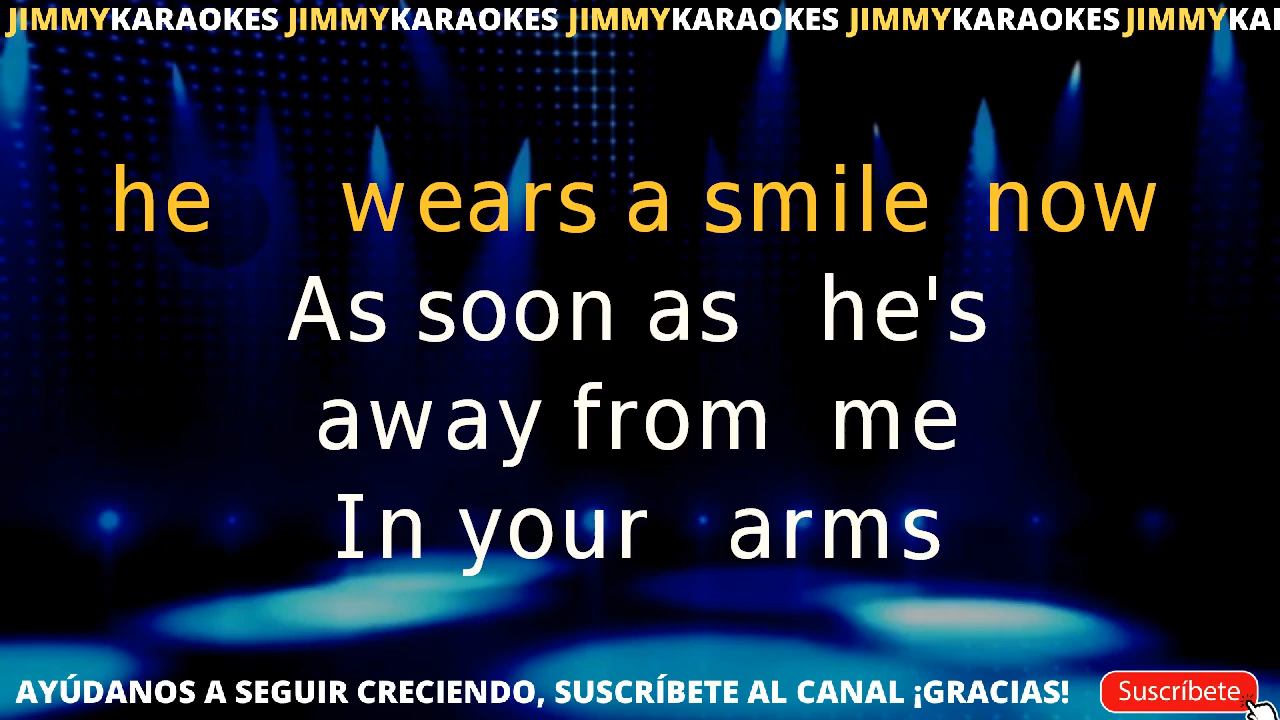 JIMMYKARAOKES JIMMYKARAOKES JIMMYKARAOKES JIMMYKARAOKES JIMMYKA
he wears a smile now
As soon as he's
away from me
In your arms
AYÚDANOS A SEGUIR CRECIENDO, SUSCRÍBETE AL CANAL ¡GRACIAS!
Suscríbete